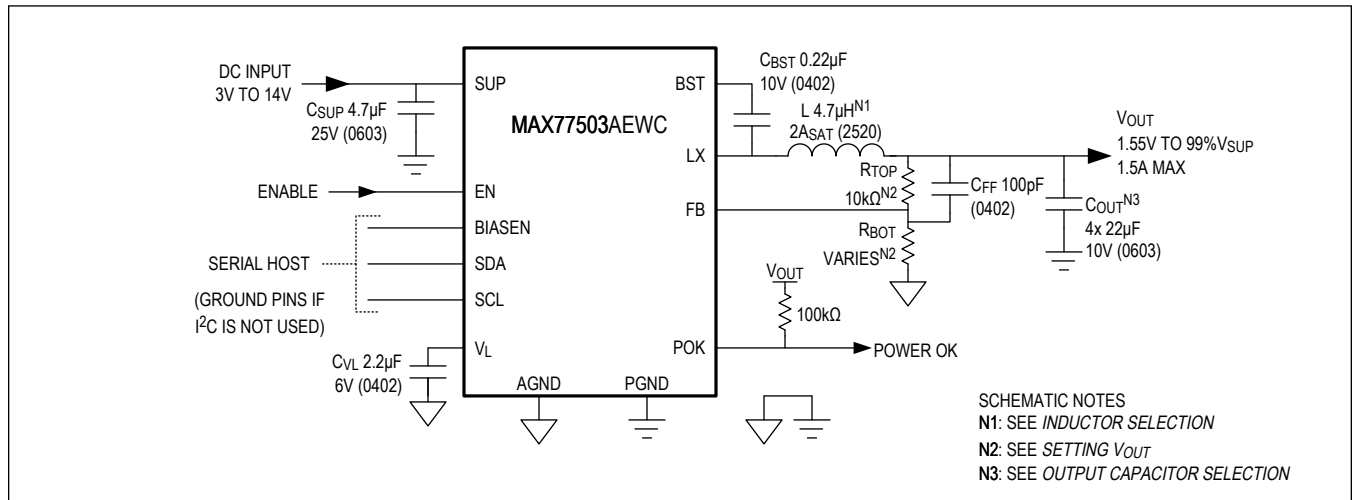 DC INPUT
3V TO 14V
CSUP 4.7µF
25V (0603)
ENABLE
SERIAL HOST
(GROUND PINS IF
I2C IS NOT USED)
CVL 2.2µF
6V (0402)
SUP
EN
BIASEN
SDA
SCL
VL
MAX77503AEWC
AGND
PGND
BST
LX
FB
POK
CBST 0.22µF
10V (0402)
L 4.7µHN1
2ASAT (2520)
RTOP
10kΩN2
CFF 100pF
(0402)
RBOT
VARIESN2
VOUT
1.55V TO 99%VSUP
1.5A MAX
COUTN3
4x 22µF
10V (0603)
VOUT
100kΩ
POWER OK
SCHEMATIC NOTES
N1: SEE INDUCTOR SELECTION
N2: SEE SETTING VOUT
N3: SEE OUTPUT CAPACITOR SELECTION